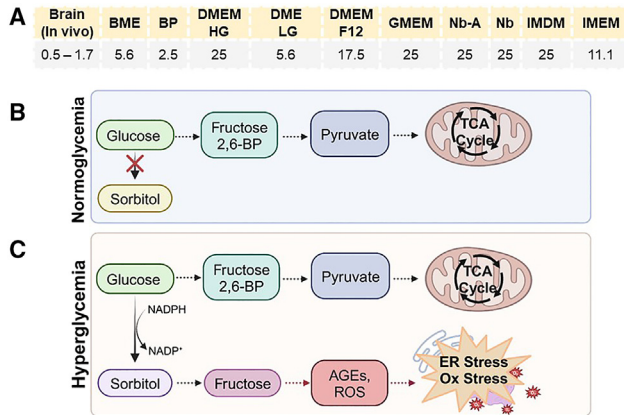 A
Brain BME BP DMEM DME DMEM GMEM Nb-A Nb IMDM IMEM
(In vivo) HG LG F12
0.5 – 1.7 5.6 2.5 25 5.6 17.5 25 25 25 25 11.1
B
Normoglycemia
Glucose
Fructose
2,6-BP
Pyruvate
TCA
Cycle
Sorbitol
C
Hyperglycemia
Glucose
Fructose
2,6-BP
Pyruvate
TCA
Cycle
NADPH
NADP⁺
Sorbitol
Fructose
AGEs,
ROS
ER Stress
Ox Stress